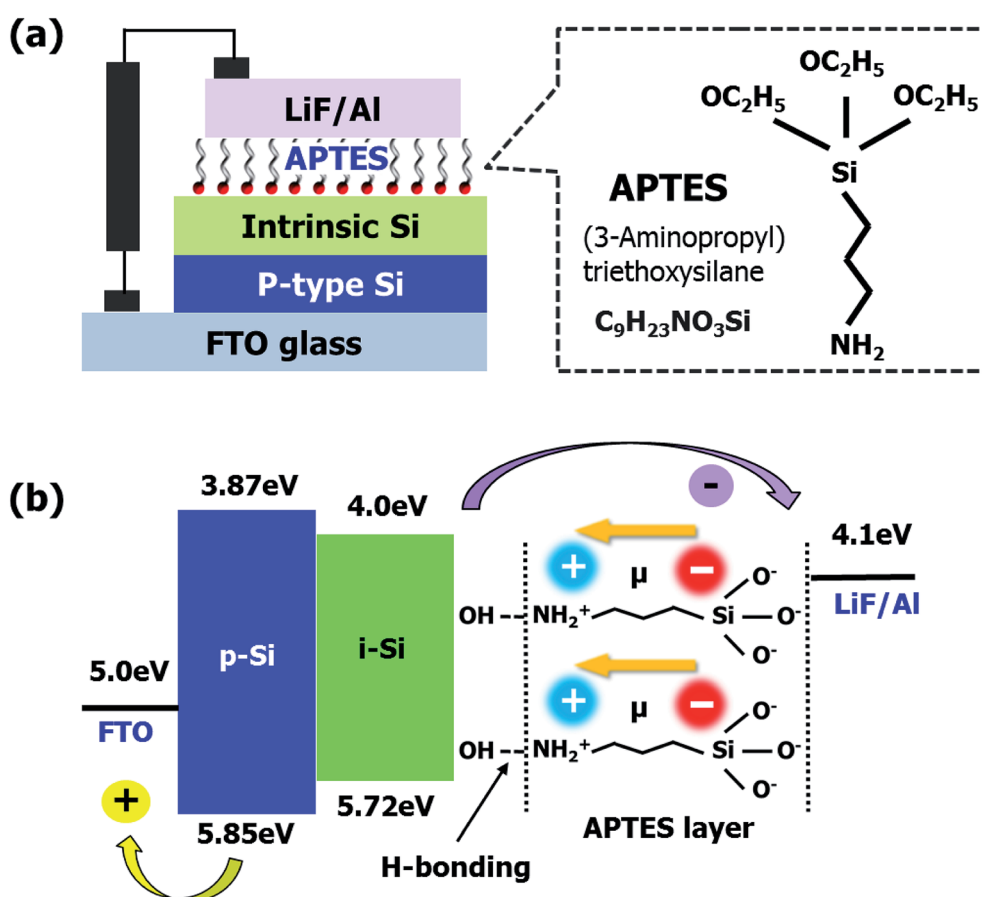 (a)
LiF/Al
APTES
Intrinsic Si
P-type Si
FTO glass
APTES
(3-Aminopropyl)
triethoxysilane
C₉H₂₃NO₃Si
OC₂H₅
OC₂H₅
OC₂H₅
Si
NH₂
(b)
3.87eV
4.0eV
-
4.1eV
LiF/Al
5.0eV
FTO
p-Si
i-Si
+
5.85eV
5.72eV
+
μ
−
OH
NH₂⁺
Si
O⁻
O⁻
O⁻
+
μ
−
OH
NH₂⁺
Si
O⁻
O⁻
O⁻
H-bonding
APTES layer